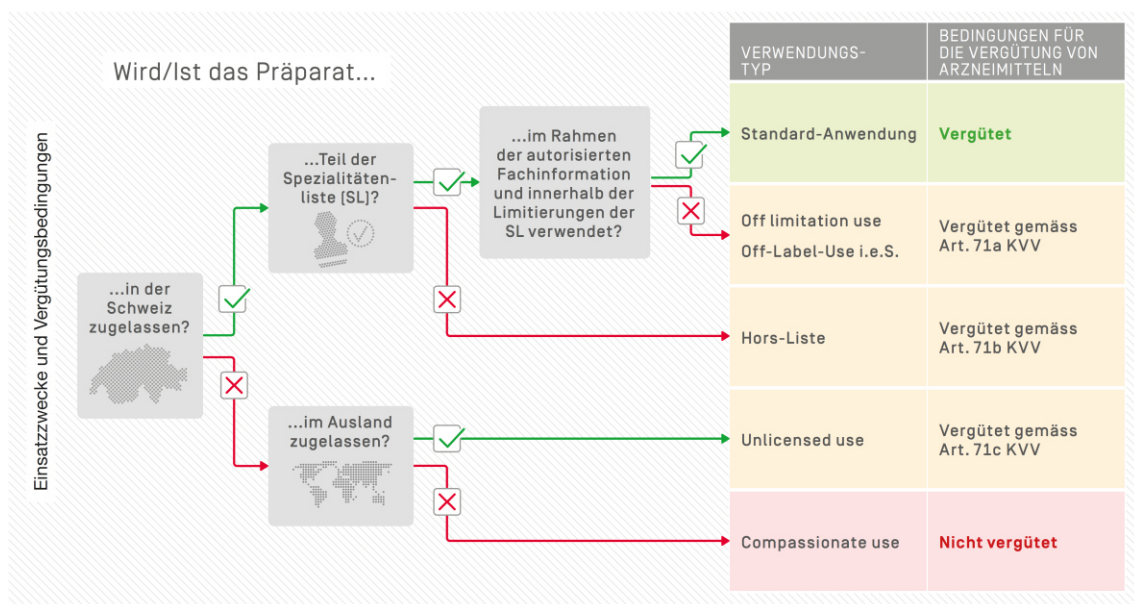 Einsatzzwecke und Vergütungsbedingungen
Wird/Ist das Präparat...
...in der
Schweiz
zugelassen?
...Teil der
Spezialitäten-
liste [SL]?
...im Rahmen
der autorisierten
Fachinformation
und innerhalb der
Limitierungen der
SL verwendet?
...im Ausland
zugelassen?
VERWENDUNGS-
TYP
BEDINGUNGEN FÜR
DIE VERGÜTUNG VON
ARZNEIMITTELN
Standard-Anwendung
Vergütet
Off limitation use
Off-Label-Use i.e.S.
Vergütet gemäss
Art. 71a KVV
Hors-Liste
Vergütet gemäss
Art. 71b KVV
Unlicensed use
Vergütet gemäss
Art. 71c KVV
Compassionate use
Nicht vergütet